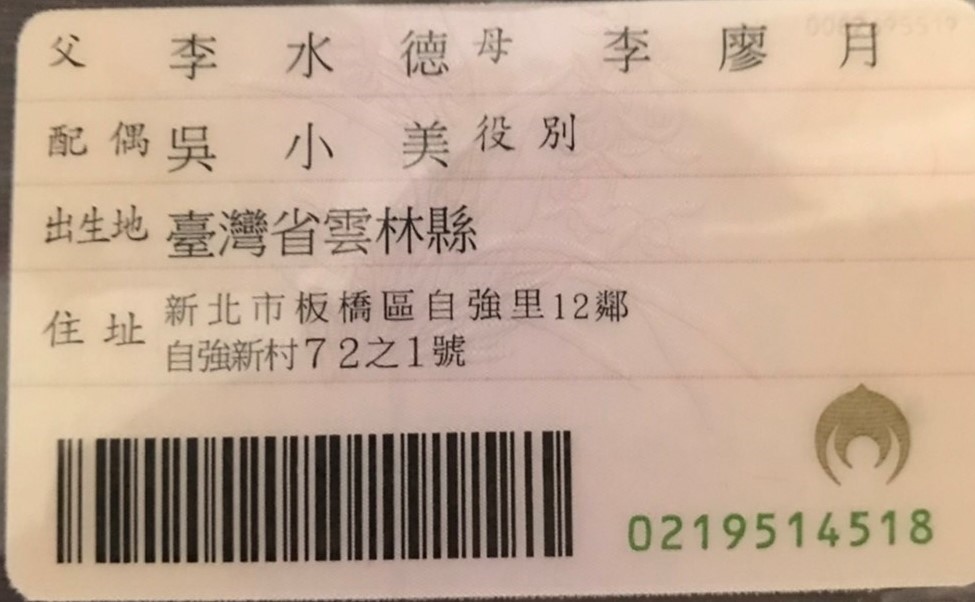 父 李水德 母 李廖月
配偶 吳小美 役別
出生地 臺灣省雲林縣
住址 新北市板橋區自強里12鄰
自強新村72之1號
0219514518